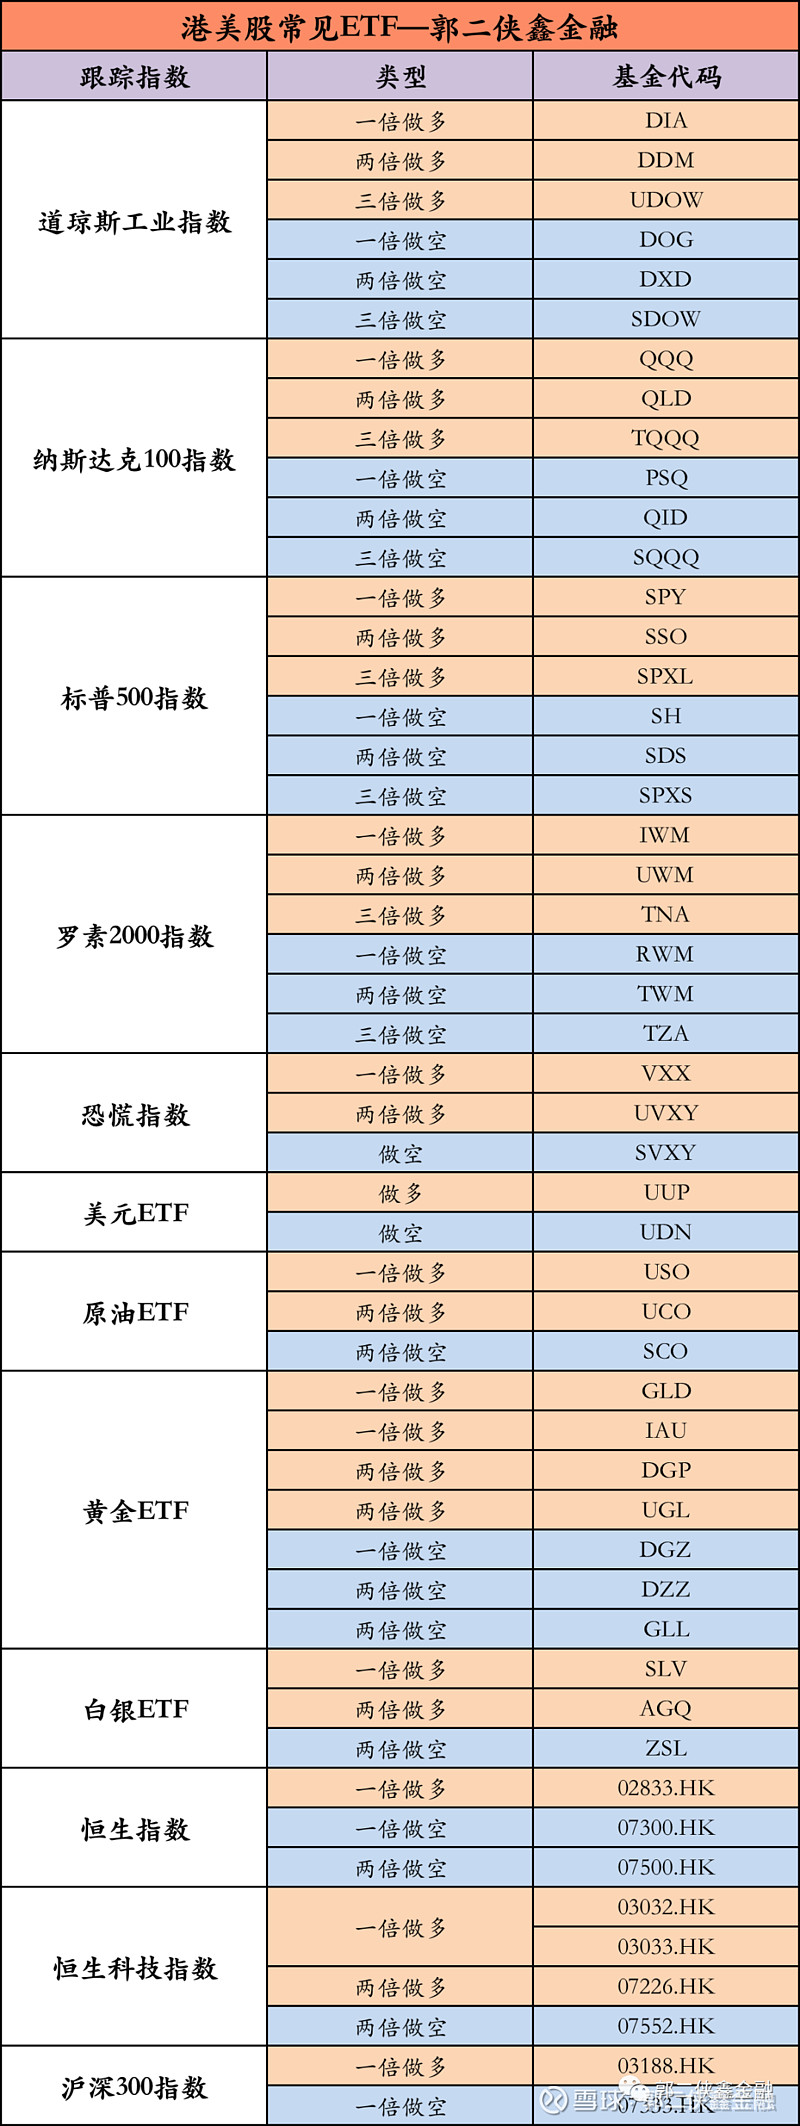 港美股常见ETF—郭二侠鑫金融
跟踪指数 类型 基金代码
道琼斯工业指数
一倍做多 DIA
两倍做多 DDM
三倍做多 UDOW
一倍做空 DOG
两倍做空 DXD
三倍做空 SDOW
纳斯达克100指数
一倍做多 QQQ
两倍做多 QLD
三倍做多 TQQQ
一倍做空 PSQ
两倍做空 QID
三倍做空 SQQQ
标普500指数
一倍做多 SPY
两倍做多 SSO
三倍做多 SPXL
一倍做空 SH
两倍做空 SDS
三倍做空 SPXS
罗素2000指数
一倍做多 IWM
两倍做多 UWM
三倍做多 TNA
一倍做空 RWM
两倍做空 TWM
三倍做空 TZA
恐慌指数
一倍做多 VXX
两倍做多 UVXY
做空 SVXY
美元ETF
做多 UUP
做空 UDN
原油ETF
一倍做多 USO
两倍做多 UCO
两倍做空 SCO
黄金ETF
一倍做多 GLD
一倍做多 IAU
两倍做多 DGP
两倍做多 UGL
一倍做空 DGZ
两倍做空 DZZ
两倍做空 GLL
白银ETF
一倍做多 SLV
两倍做多 AGQ
两倍做空 ZSL
恒生指数
一倍做多 02833.HK
一倍做空 07300.HK
两倍做空 07500.HK
恒生科技指数
一倍做多 03032.HK
03033.HK
两倍做多 07226.HK
两倍做空 07552.HK
沪深300指数
一倍做多 03188.HK
郭二侠鑫金融
一倍做空 07333.HK
雪球